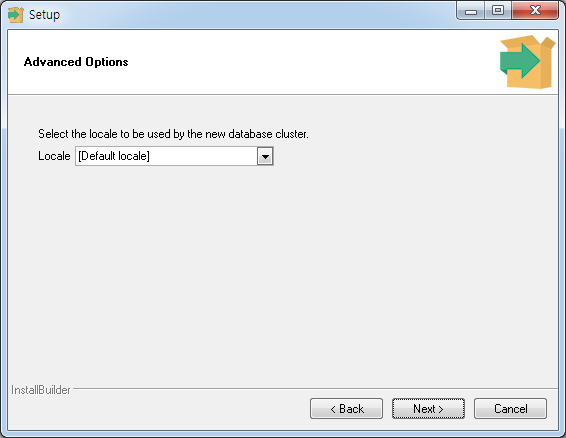 Setup
Advanced Options
Select the locale to be used by the new database cluster.
Locale [Default locale]
InstallBuilder
< Back Next > Cancel